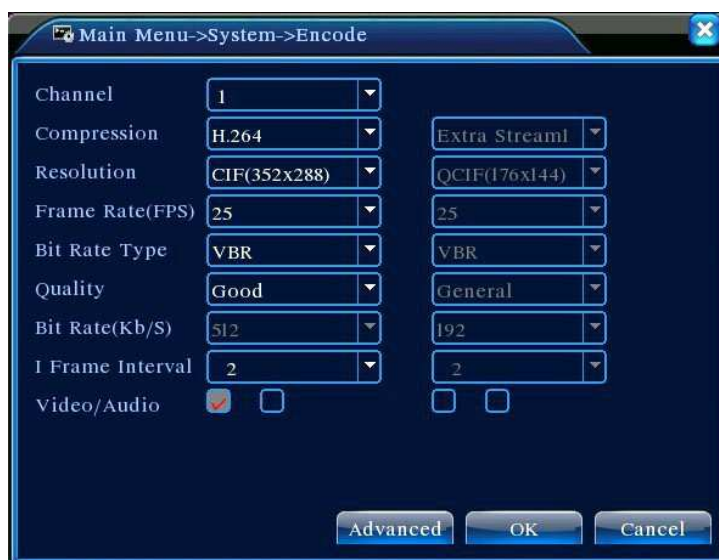 Main Menu->System->Encode
Channel 1
Compression H.264 Extra Stream1
Resolution CIF(352x288) QCIF(176x144)
Frame Rate(FPS) 25 25
Bit Rate Type VBR VBR
Quality Good General
Bit Rate(Kb/S) 512 192
I Frame Interval 2 2
Video/Audio
Advanced OK Cancel